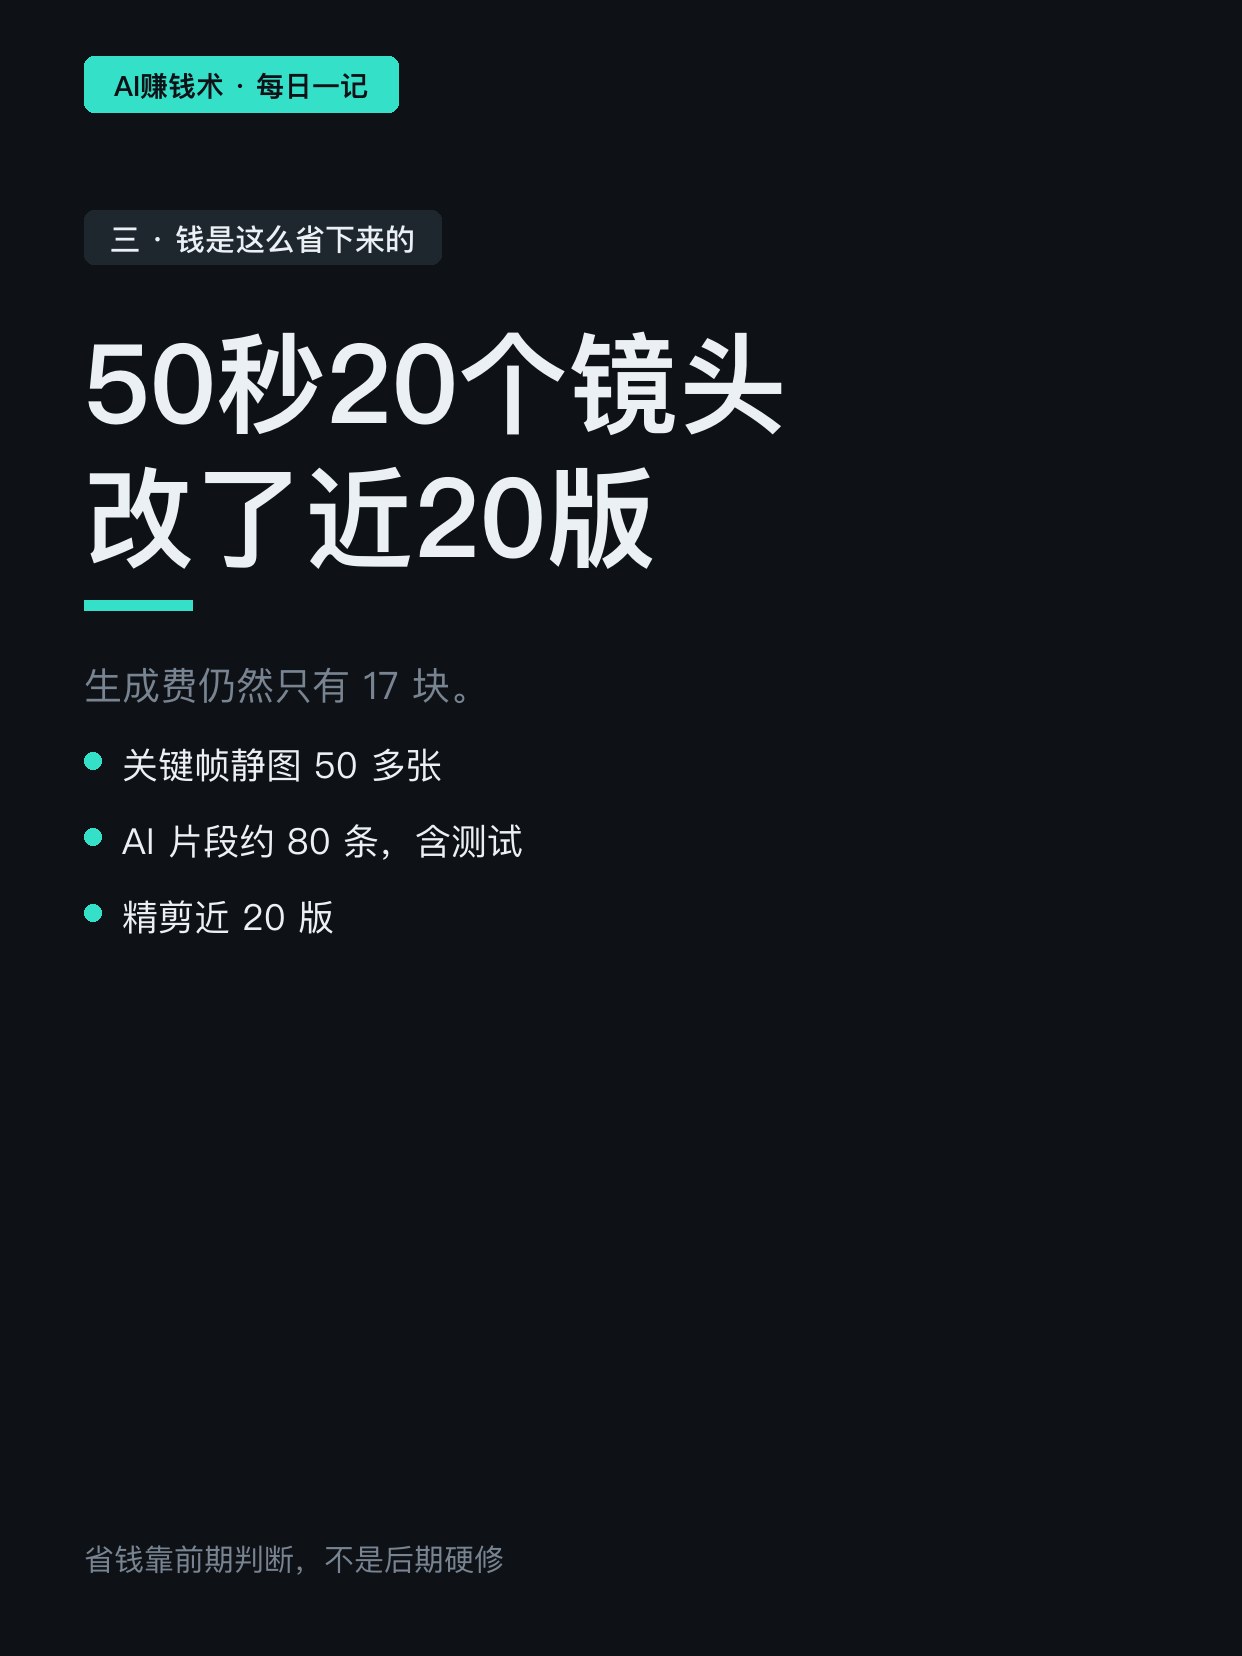 AI赚钱术 · 每日一记
三 · 钱是这么省下来的
50秒20个镜头
改了近20版
生成费仍然只有 17 块。
关键帧静图 50 多张
AI 片段约 80 条，含测试
精剪近 20 版
省钱靠前期判断，不是后期硬修